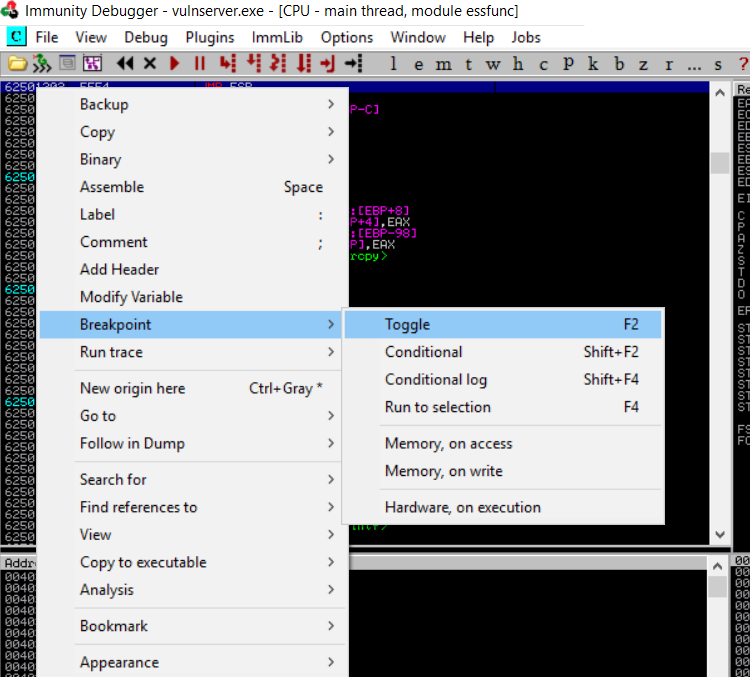 Immunity Debugger - vulnserver.exe - [CPU - main thread, module essfunc]
C File View Debug Plugins ImmLib Options Window Help Jobs
l e m t w h c P k b z r ... s ?
Backup
P-C]
Copy
Binary
Assemble Space
Label :
:[EBP+8]
P+4],EAX
Comment ;
:[EBP-98]
P],EAX
rcpy>
Add Header
Modify Variable
Breakpoint
Toggle F2
Run trace
Conditional Shift+F2
Conditional log Shift+F4
New origin here Ctrl+Gray *
Run to selection F4
Go to
Follow in Dump
Memory, on access
Memory, on write
Search for
Find references to
Hardware, on execution
View
Copy to executable
Analysis
Bookmark
Appearance